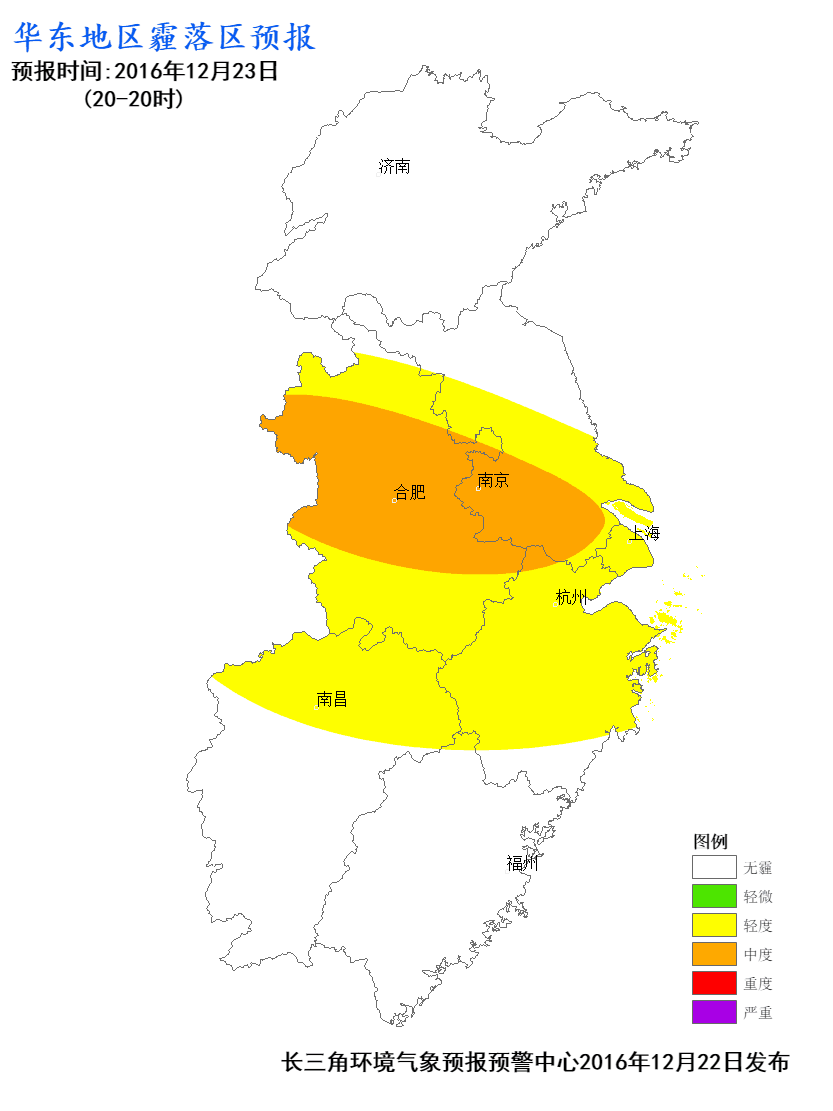 华东地区霾落区预报
预报时间:2016年12月23日
(20-20时)
济南
合肥
南京
上海
杭州
南昌
福州
图例
无霾
轻微
轻度
中度
重度
严重
长三角环境气象预报预警中心2016年12月22日发布